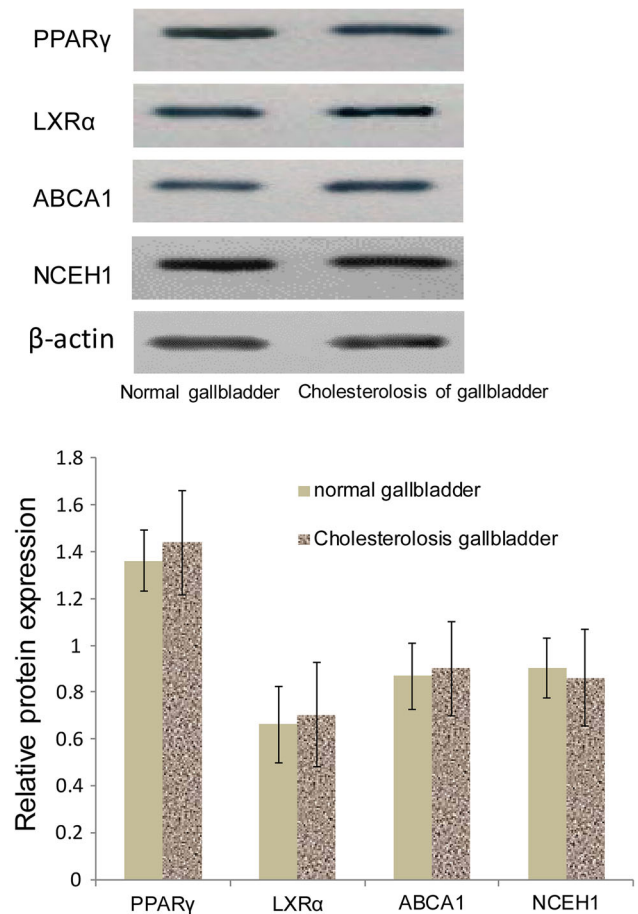 PPARγ
LXRα
ABCA1
NCEH1
β-actin
Normal gallbladder Cholesterolosis of gallbladder
Relative protein expression
1.8
1.6
1.4
1.2
1
0.8
0.6
0.4
0.2
0
normal gallbladder
Cholesterolosis gallbladder
PPARγ LXRα ABCA1 NCEH1